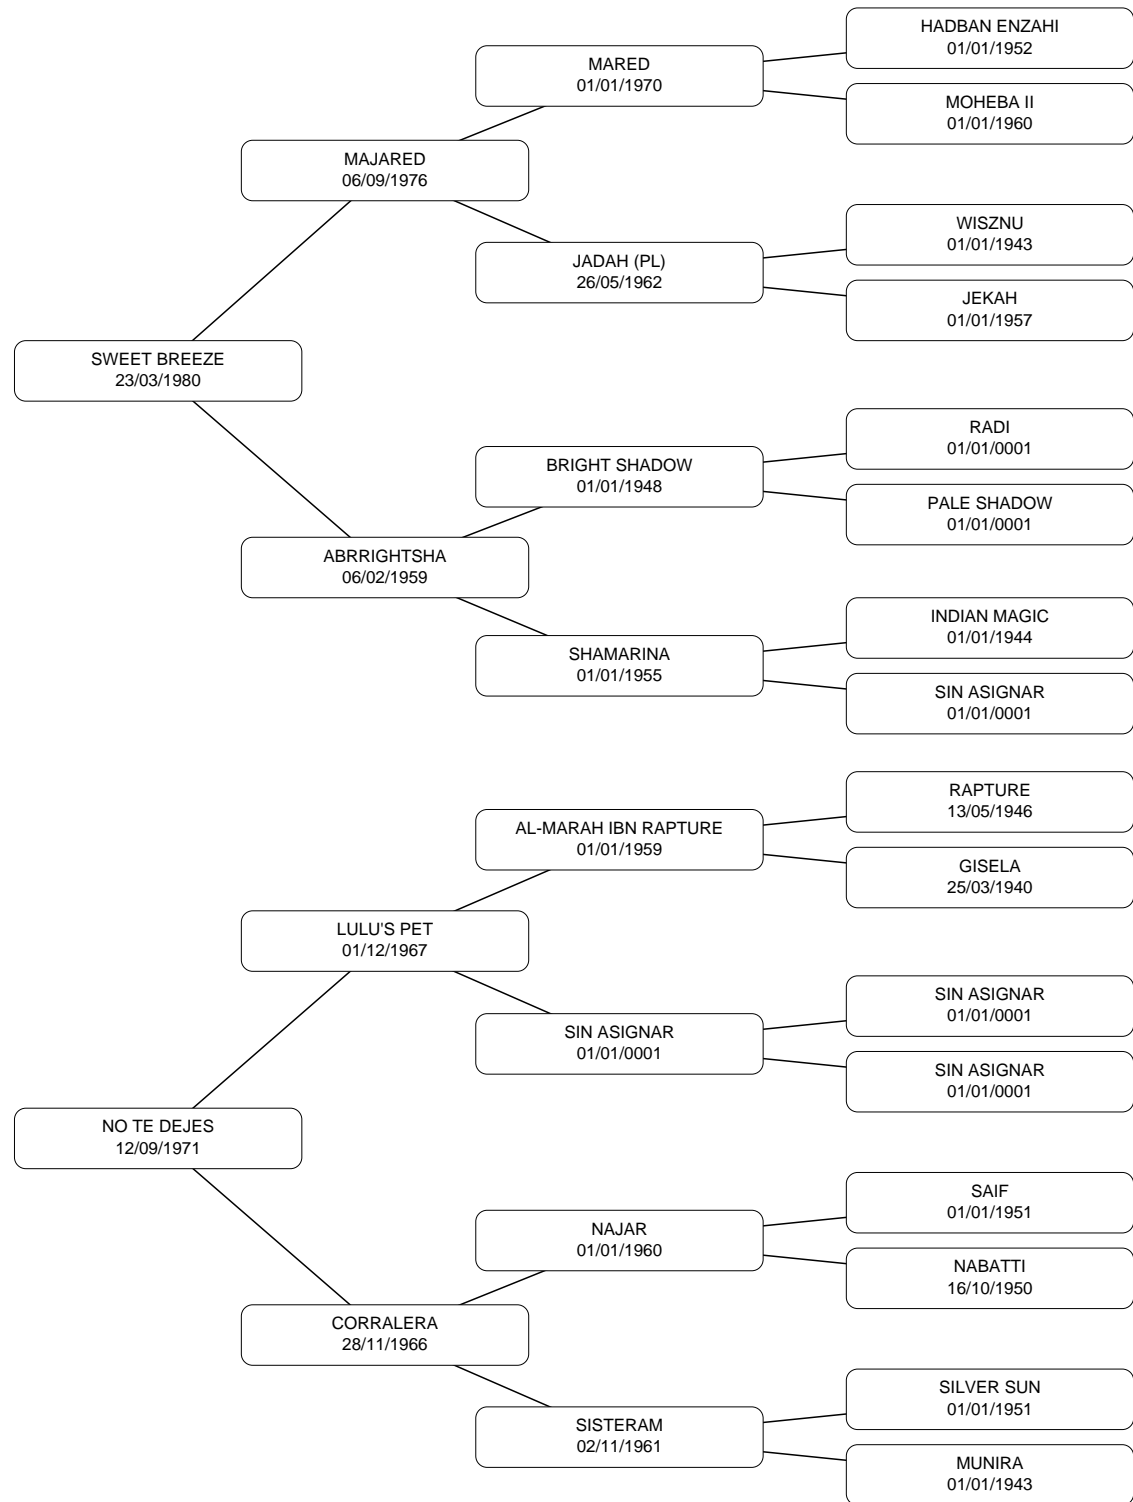 HADBAN ENZAHI
01/01/1952
MARED
01/01/1970
MOHEBA II
01/01/1960
MAJARED
06/09/1976
WISZNU
01/01/1943
JADAH (PL)
26/05/1962
JEKAH
01/01/1957
SWEET BREEZE
23/03/1980
RADI
01/01/0001
BRIGHT SHADOW
01/01/1948
PALE SHADOW
01/01/0001
ABRRIGHTSHA
06/02/1959
INDIAN MAGIC
01/01/1944
SHAMARINA
01/01/1955
SIN ASIGNAR
01/01/0001
RAPTURE
13/05/1946
AL-MARAH IBN RAPTURE
01/01/1959
GISELA
25/03/1940
LULU'S PET
01/12/1967
SIN ASIGNAR
01/01/0001
SIN ASIGNAR
01/01/0001
SIN ASIGNAR
01/01/0001
NO TE DEJES
12/09/1971
SAIF
01/01/1951
NAJAR
01/01/1960
NABATTI
16/10/1950
CORRALERA
28/11/1966
SILVER SUN
01/01/1951
SISTERAM
02/11/1961
MUNIRA
01/01/1943